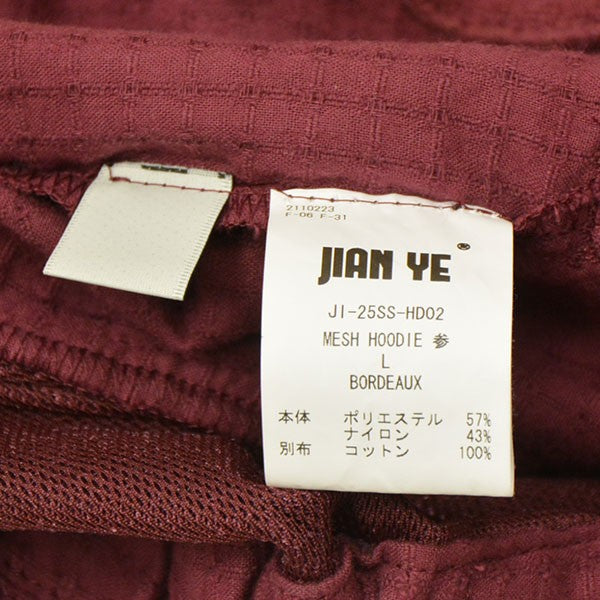 2110223
F-06 F-31
JIAN YE ®
JI-25SS-HD02
MESH HOODIE 参
L
BORDEAUX
本体 ポリエステル 57%
ナイロン 43%
別布 コットン 100%